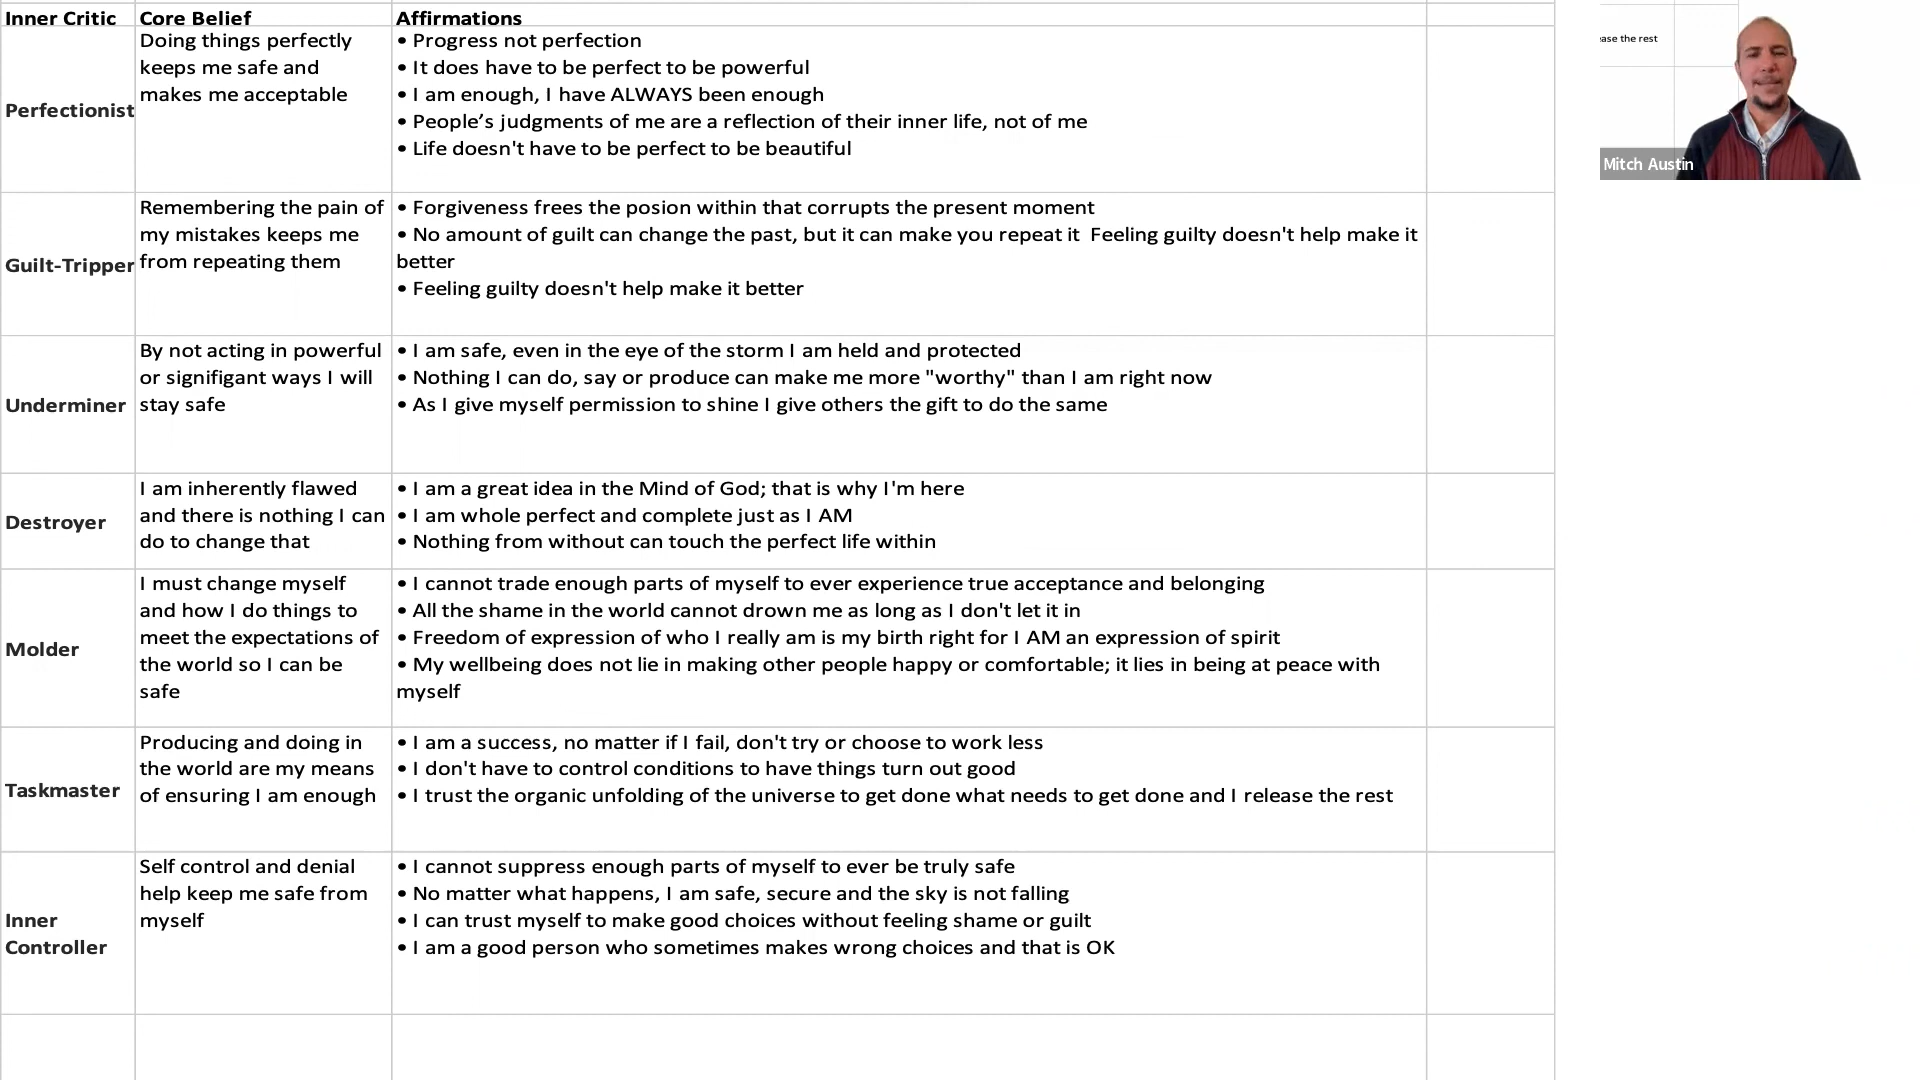 Inner Critic Core Belief Affirmations
Perfectionist
Doing things perfectly
keeps me safe and
makes me acceptable
• Progress not perfection
• It does have to be perfect to be powerful
• I am enough, I have ALWAYS been enough
• People’s judgments of me are a reflection of their inner life, not of me
• Life doesn't have to be perfect to be beautiful
Guilt-Tripper
Remembering the pain of
my mistakes keeps me
from repeating them
• Forgiveness frees the posion within that corrupts the present moment
• No amount of guilt can change the past, but it can make you repeat it  Feeling guilty doesn't help make it
better
• Feeling guilty doesn't help make it better
Underminer
By not acting in powerful
or signifigant ways I will
stay safe
• I am safe, even in the eye of the storm I am held and protected
• Nothing I can do, say or produce can make me more "worthy" than I am right now
• As I give myself permission to shine I give others the gift to do the same
Destroyer
I am inherently flawed
and there is nothing I can
do to change that
• I am a great idea in the Mind of God; that is why I'm here
• I am whole perfect and complete just as I AM
• Nothing from without can touch the perfect life within
Molder
I must change myself
and how I do things to
meet the expectations of
the world so I can be
safe
• I cannot trade enough parts of myself to ever experience true acceptance and belonging
• All the shame in the world cannot drown me as long as I don't let it in
• Freedom of expression of who I really am is my birth right for I AM an expression of spirit
• My wellbeing does not lie in making other people happy or comfortable; it lies in being at peace with
myself
Taskmaster
Producing and doing in
the world are my means
of ensuring I am enough
• I am a success, no matter if I fail, don't try or choose to work less
• I don't have to control conditions to have things turn out good
• I trust the organic unfolding of the universe to get done what needs to get done and I release the rest
Inner
Controller
Self control and denial
help keep me safe from
myself
• I cannot suppress enough parts of myself to ever be truly safe
• No matter what happens, I am safe, secure and the sky is not falling
• I can trust myself to make good choices without feeling shame or guilt
• I am a good person who sometimes makes wrong choices and that is OK
ease the rest
Mitch Austin